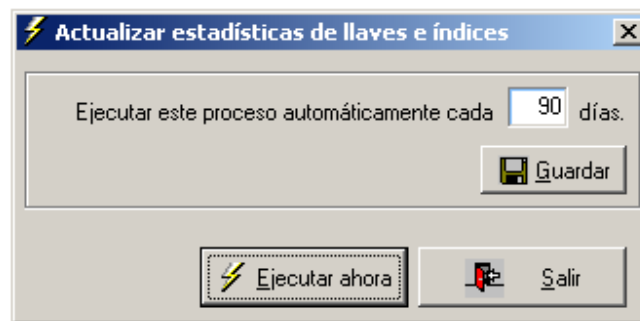 Actualizar estadísticas de llaves e índices
Ejecutar este proceso automáticamente cada 90 días.
Guardar
Ejecutar ahora Salir